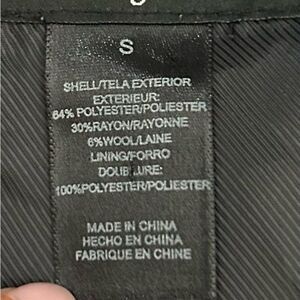 S
SHELL/TELA EXTERIOR
EXTERIEUR:
64% POLYESTER/POLIESTER
30%RAYON/RAYONNE
6%WOOL/LAINE
LINING/FORRO
DOUBLURE:
100%POLYESTER/POLIESTER
MADE IN CHINA
HECHO EN CHINA
FABRIQUE EN CHINE